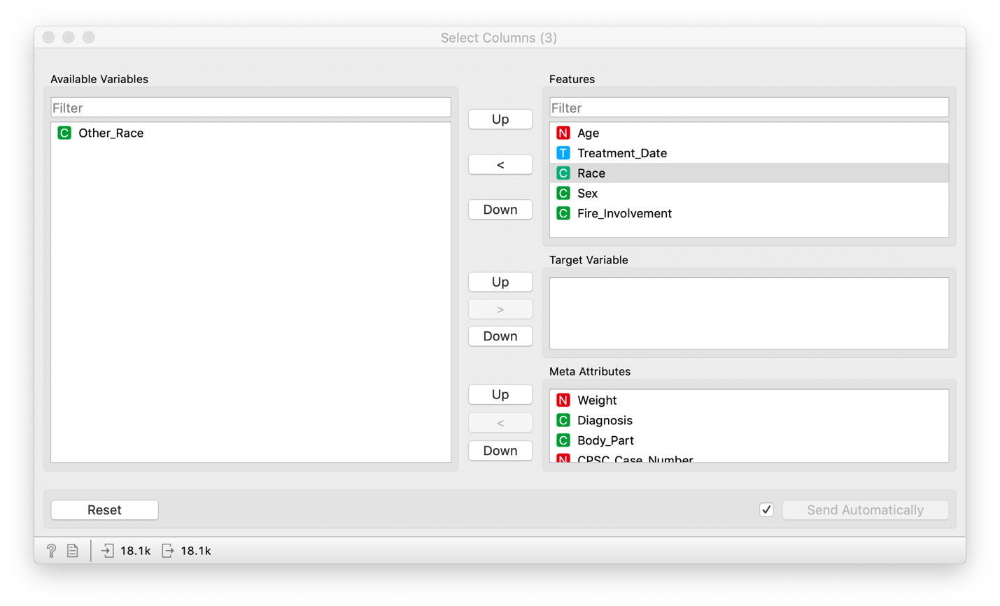 Select Columns (3)
Available Variables
Filter
C Other_Race
Up
<
Down
Up
>
Down
Up
<
Down
Features
Filter
N Age
T Treatment_Date
C Race
C Sex
C Fire_Involvement
Target Variable
Meta Attributes
N Weight
C Diagnosis
C Body_Part
N CPSC_Case_Number
Reset
✓ Send Automatically
? 18.1k 18.1k